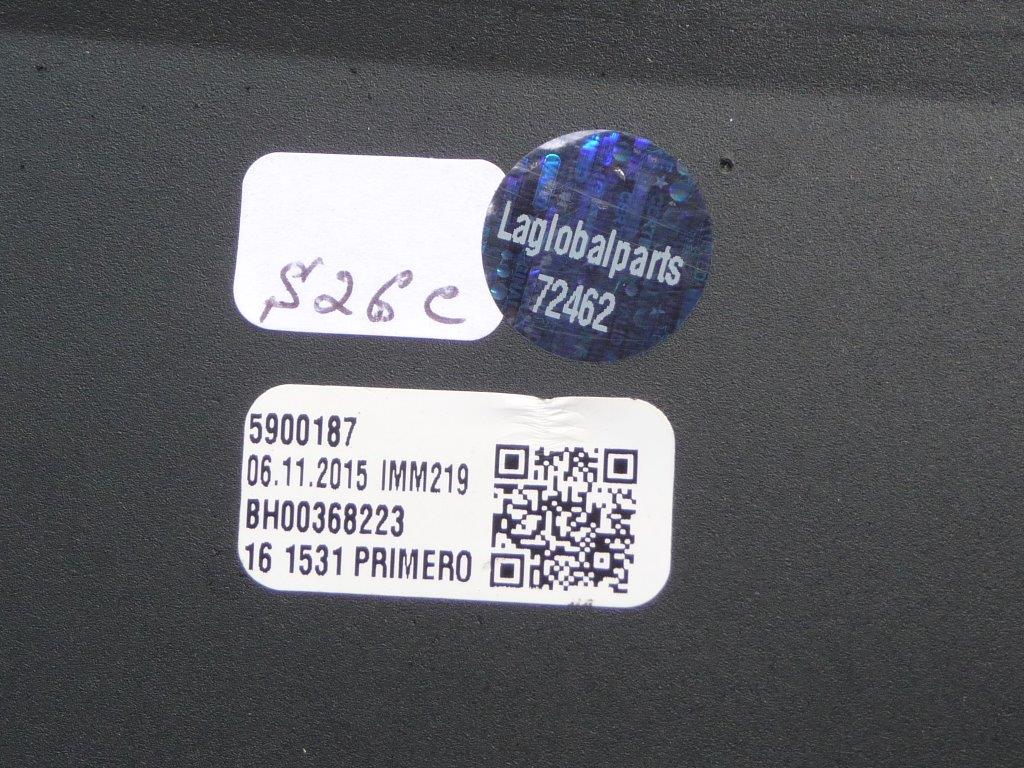 S26C
Laglobalparts
72462
5900187
06.11.2015 IMM219
BH00368223
16 1531 PRIMERO